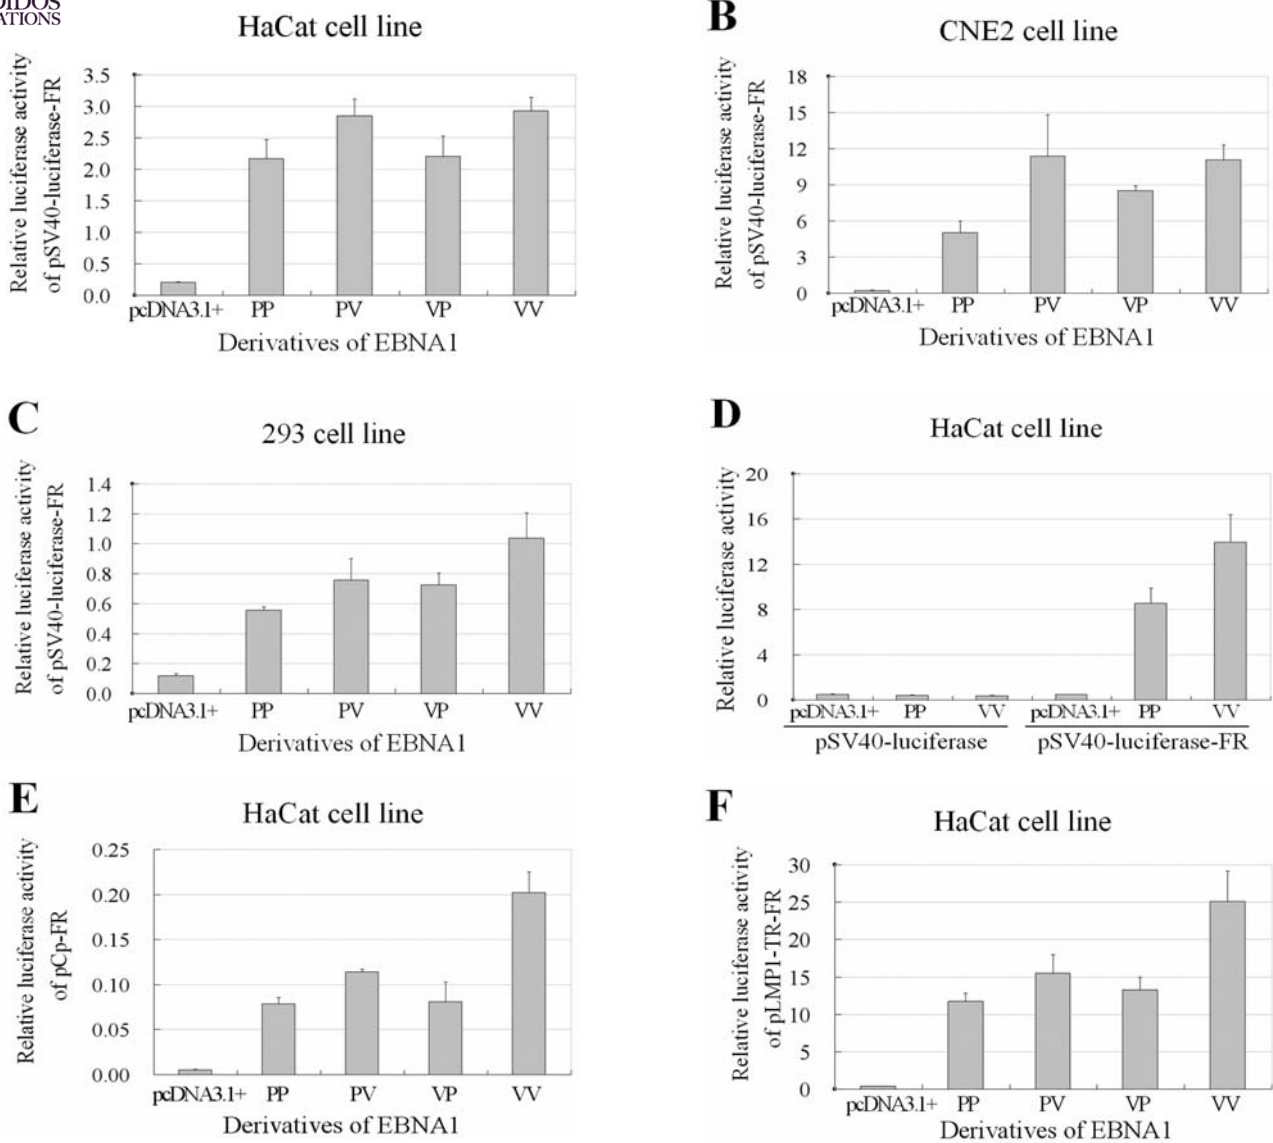 HaCat cell line
Relative luciferase activity
of pSV40-luciferase-FR
3.5
3.0
2.5
2.0
1.5
1.0
0.5
0.0
pcDNA3.1+ PP PV VP VV
Derivatives of EBNA1
B
CNE2 cell line
Relative luciferase activity
of pSV40-luciferase-FR
18
15
12
9
6
3
0
pcDNA3.1+ PP PV VP VV
Derivatives of EBNA1
C
293 cell line
Relative luciferase activity
of pSV40-luciferase-FR
1.4
1.2
1.0
0.8
0.6
0.4
0.2
0.0
pcDNA3.1+ PP PV VP VV
Derivatives of EBNA1
D
HaCat cell line
Relative luciferase activity
20
16
12
8
4
0
pcDNA3.1+ PP VV pcDNA3.1+ PP VV
pSV40-luciferase pSV40-luciferase-FR
E
HaCat cell line
Relative luciferase activity
of pCp-FR
0.25
0.20
0.15
0.10
0.05
0.00
pcDNA3.1+ PP PV VP VV
Derivatives of EBNA1
F
HaCat cell line
Relative luciferase activity
of pLMP1-TR-FR
30
25
20
15
10
5
0
pcDNA3.1+ PP PV VP VV
Derivatives of EBNA1